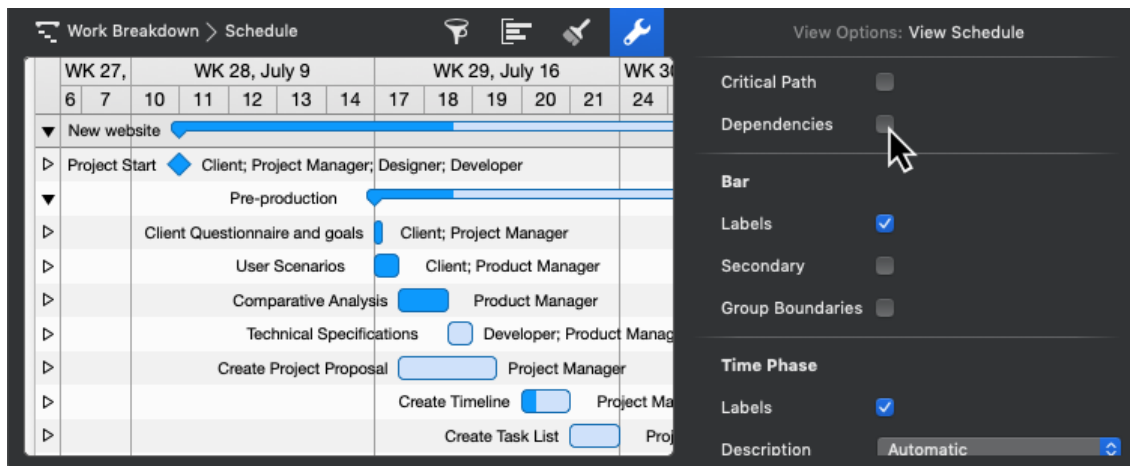 Work Breakdown > Schedule
View Options: View Schedule
WK 27, WK 28, July 9 WK 29, July 16 WK 30
6 7 10 11 12 13 14 17 18 19 20 21 24
New website
Project Start Client; Project Manager; Designer; Developer
Pre-production
Client Questionnaire and goals Client; Project Manager
User Scenarios Client; Product Manager
Comparative Analysis Product Manager
Technical Specifications Developer; Product Manag
Create Project Proposal Project Manager
Create Timeline Project Ma
Create Task List Proj
Critical Path
Dependencies
Bar
Labels
Secondary
Group Boundaries
Time Phase
Labels
Description Automatic